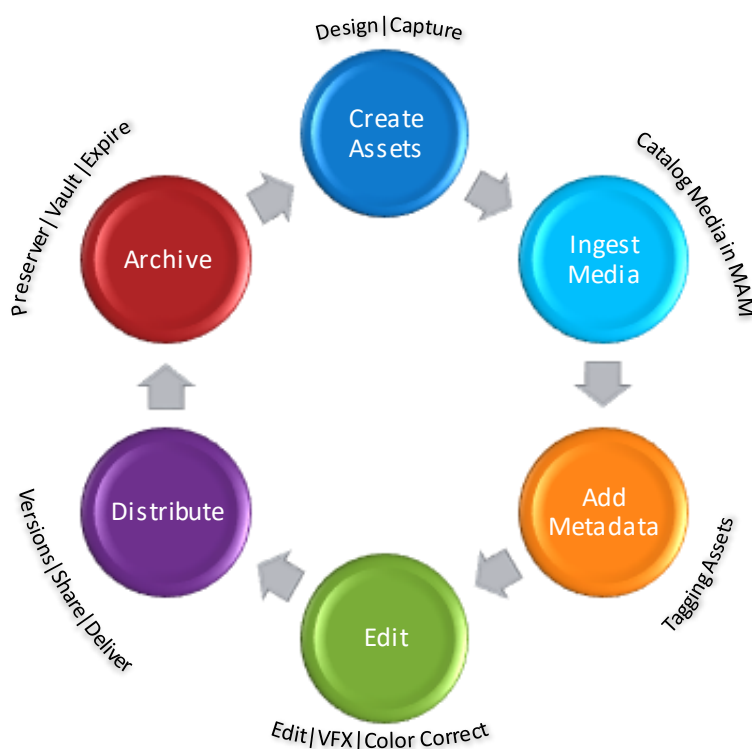 Design|Capture
Create
Assets
Catalog Media in MAM
Ingest
Media
Add
Metadata
Tagging Assets
Edit
Edit|VFX|Color Correct
Distribute
Versions|Share|Deliver
Archive
Preserver|Vault|Expire